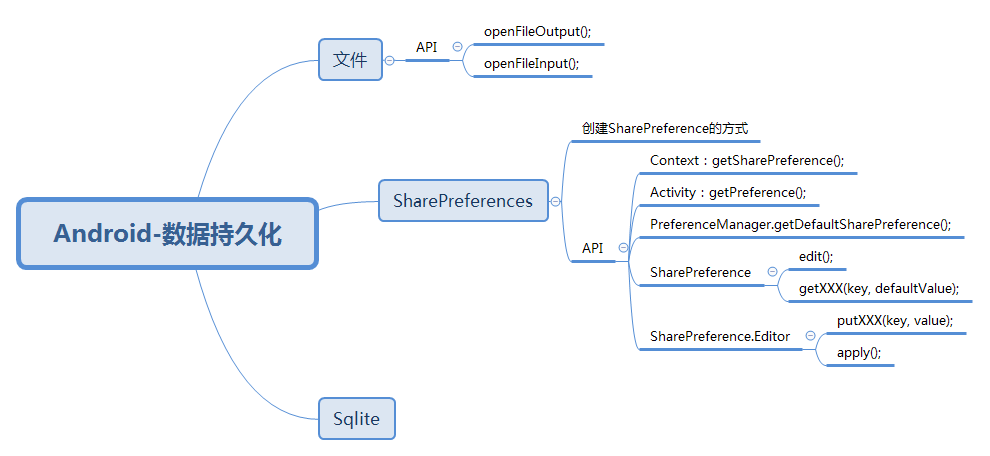 Android-数据持久化
文件
API
openFileOutput();
openFileInput();
SharePreferences
创建SharePreference的方式
API
Context：getSharePreference();
Activity：getPreference();
PreferenceManager.getDefaultSharePreference();
SharePreference
edit();
getXXX(key, defaultValue);
SharePreference.Editor
putXXX(key, value);
apply();
Sqlite